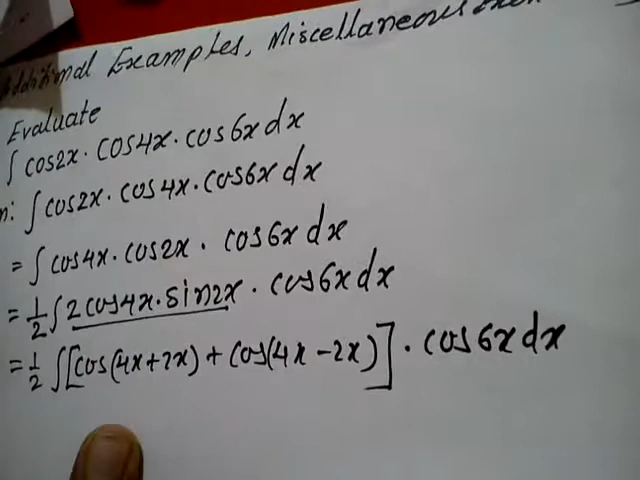 Additional Examples, Miscellaneous
Evaluate
∫ cos2x · cos4x · cos6x dx
n: ∫ cos2x · cos4x · cos6x dx
= ∫ cos4x · cos2x · cos6x dx
= 1/2 ∫ 2cos4x · sin2x · cos6x dx
= 1/2 ∫ [cos(4x+2x) + cos(4x-2x)] · cos6x dx